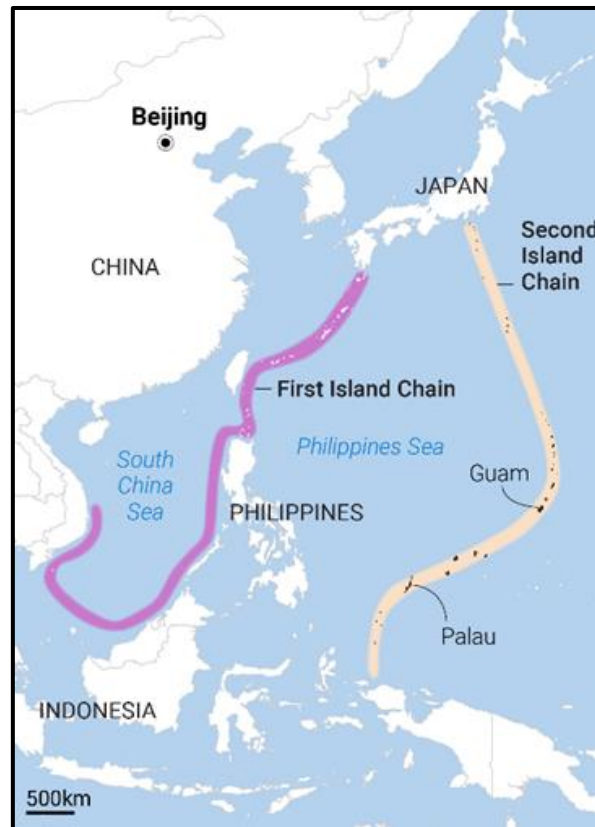 Beijing
JAPAN
Second
Island
Chain
CHINA
First Island Chain
South
China
Sea
Philippines Sea
Guam
PHILIPPINES
Palau
INDONESIA
500km